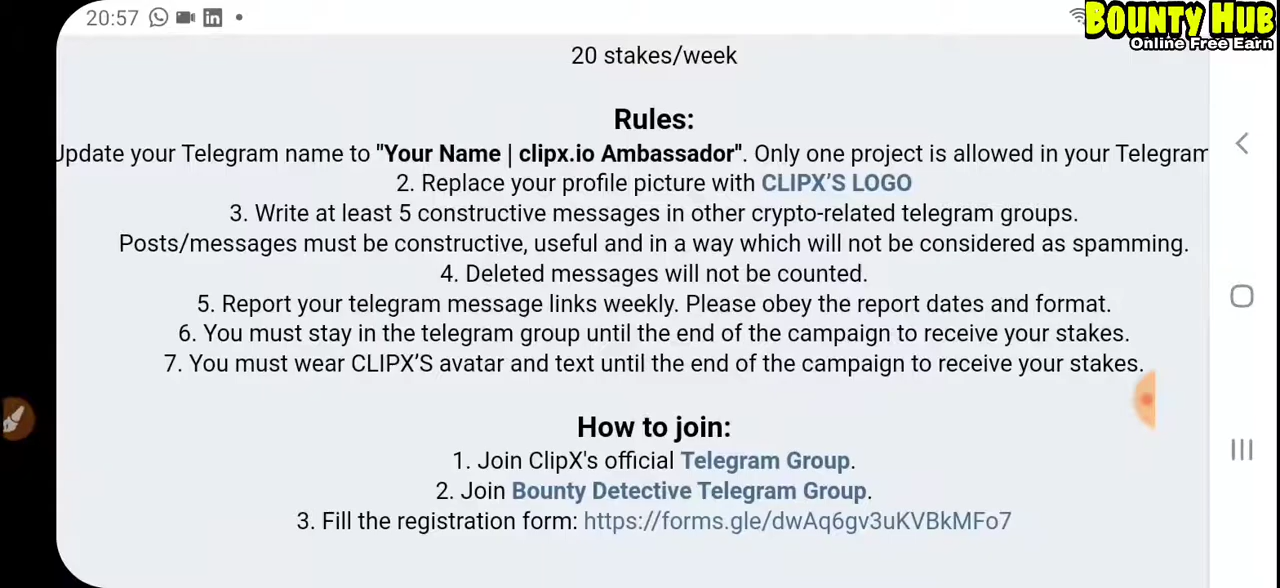 20:57
BOUNTY HUB
Online Free Earn
20 stakes/week
Rules:
Update your Telegram name to "Your Name | clipx.io Ambassador". Only one project is allowed in your Telegram
2. Replace your profile picture with CLIPX’S LOGO
3. Write at least 5 constructive messages in other crypto-related telegram groups.
Posts/messages must be constructive, useful and in a way which will not be considered as spamming.
4. Deleted messages will not be counted.
5. Report your telegram message links weekly. Please obey the report dates and format.
6. You must stay in the telegram group until the end of the campaign to receive your stakes.
7. You must wear CLIPX’S avatar and text until the end of the campaign to receive your stakes.
How to join:
1. Join ClipX's official Telegram Group.
2. Join Bounty Detective Telegram Group.
3. Fill the registration form: https://forms.gle/dwAq6gv3uKVBkMFo7